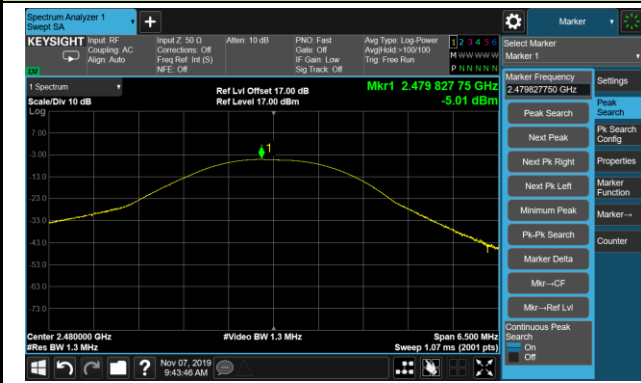 Spectrum Analyzer 1
Swept SA
Marker
KEYSIGHT
Input: RF
Coupling: AC
Align: Auto
Input Z: 50 Ω
Corrections: Off
Freq Ref: Int (S)
NFE: Off
Atten: 10 dB
PNO: Fast
Gate: Off
IF Gain: Low
Sig Track: Off
Avg Type: Log-Power
Avg|Hold:>100/100
Trig: Free Run
1 2 3 4 5 6
M W W W W W
P N N N N N
Select Marker
Marker 1
1 Spectrum
Scale/Div 10 dB
Log
Ref Lvl Offset 17.00 dB
Ref Level 17.00 dBm
Mkr1 2.479 827 75 GHz
-5.01 dBm
7.00
-3.00
-13.0
-23.0
-33.0
-43.0
-53.0
-63.0
-73.0
1
Center 2.480000 GHz
#Res BW 1.3 MHz
#Video BW 1.3 MHz
Span 6.500 MHz
Sweep 1.07 ms (2001 pts)
Marker Frequency
2.479827750 GHz
Peak Search
Next Peak
Next Pk Right
Next Pk Left
Minimum Peak
Pk-Pk Search
Marker Delta
Mkr→CF
Mkr→Ref Lvl
Continuous Peak
Search
On
Off
Settings
Peak
Search
Pk Search
Config
Properties
Marker
Function
Marker→
Counter
Nov 07, 2019
9:43:46 AM